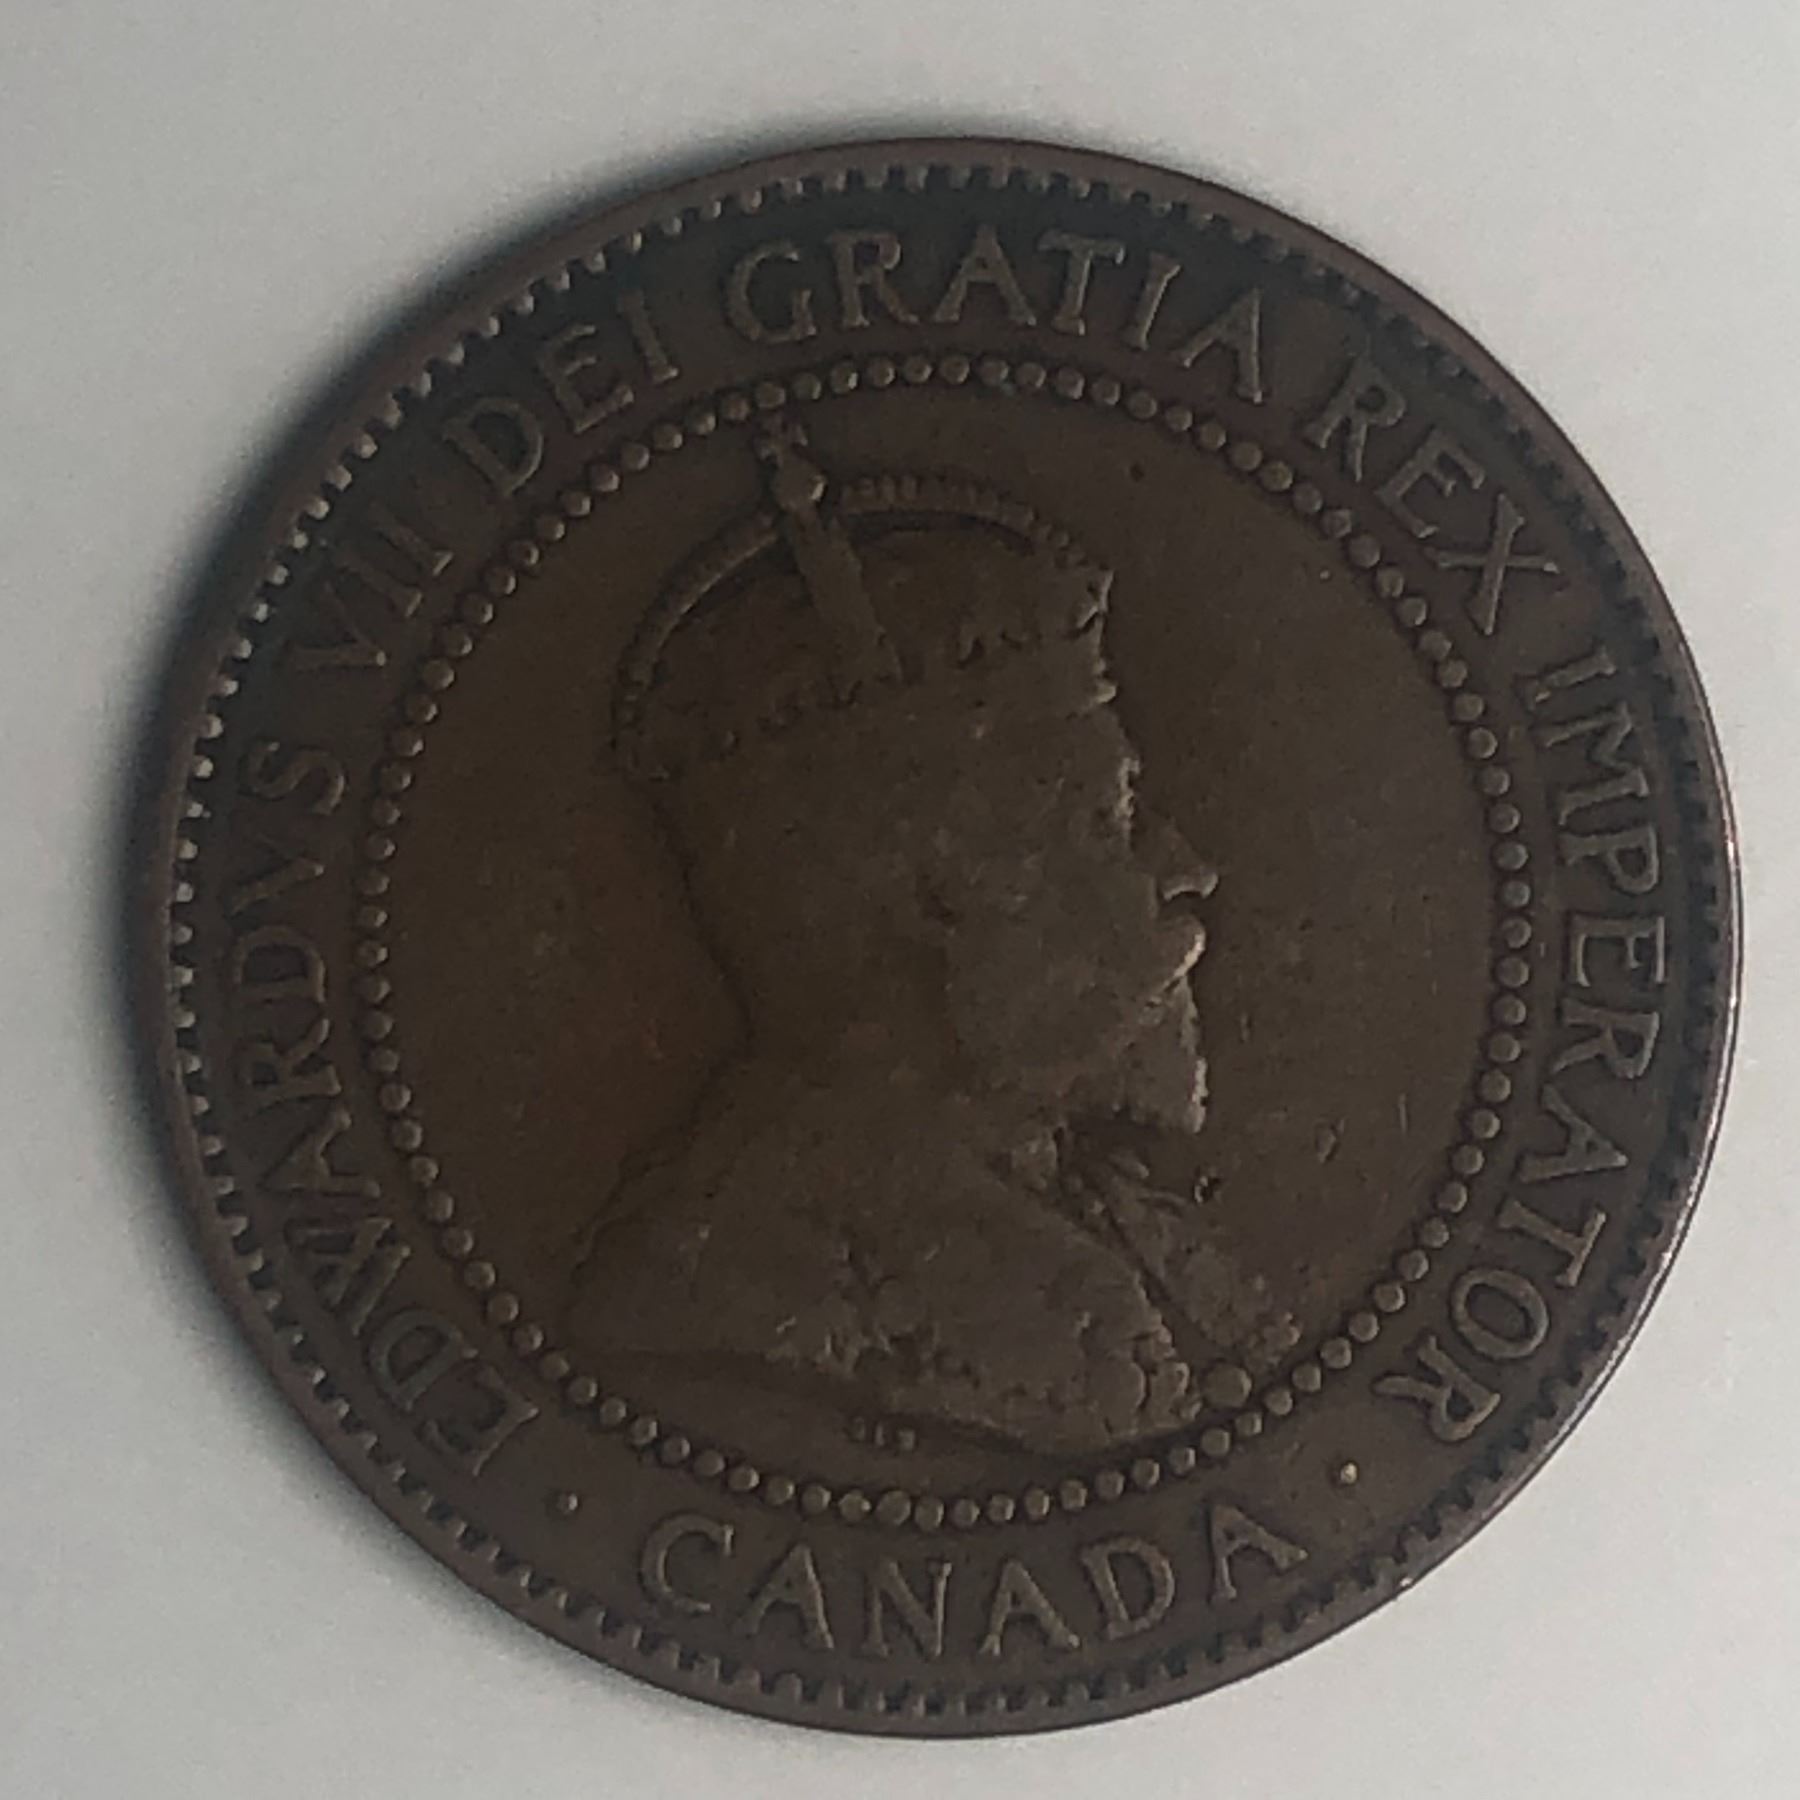 EDWARDVS VII DEI GRATIA REX IMPERATOR
· CANADA ·